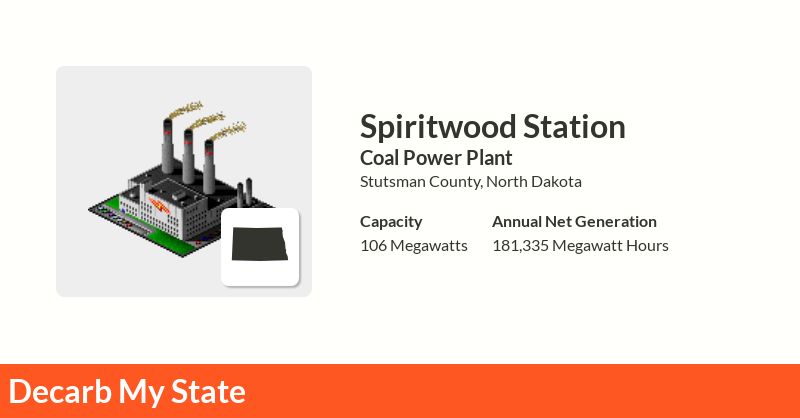 Spiritwood Station
Coal Power Plant
Stutsman County, North Dakota
Capacity
106 Megawatts
Annual Net Generation
181,335 Megawatt Hours
Decarb My State